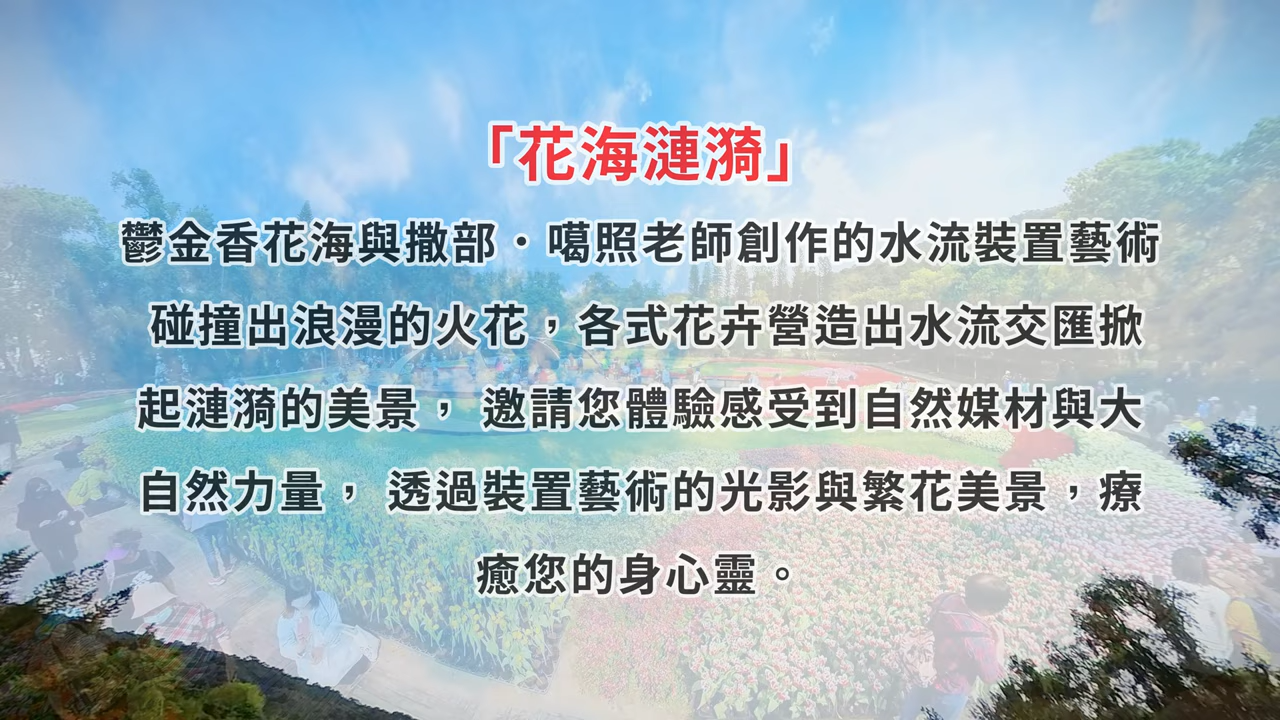 「花海漣漪」
鬱金香花海與撒部・噶照老師創作的水流裝置藝術
碰撞出浪漫的火花，各式花卉營造出水流交匯掀
起漣漪的美景， 邀請您體驗感受到自然媒材與大
自然力量， 透過裝置藝術的光影與繁花美景，療
癒您的身心靈。